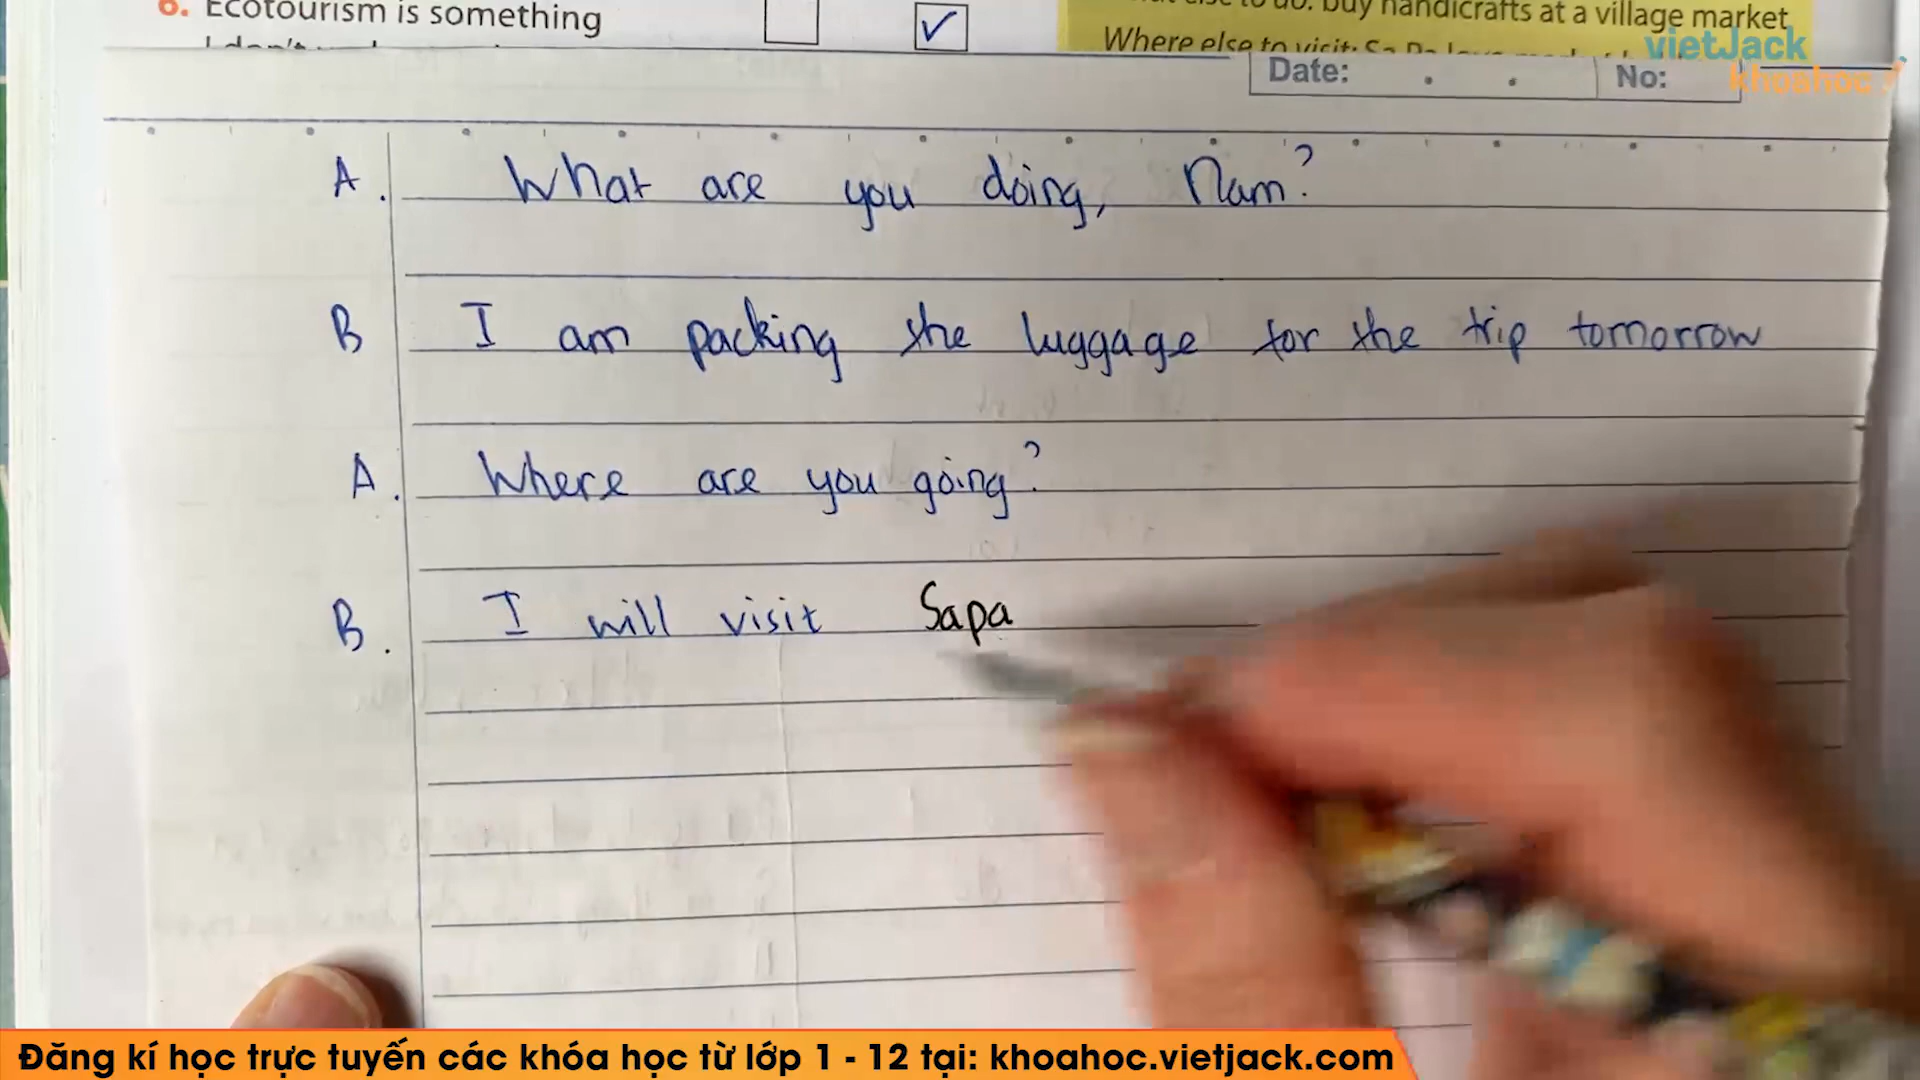 6. Ecotourism is something
buy handicrafts at a village market
Where else to visit: Sa Pa
vietJack
khoahoc
Date:
No:
A. What are you doing, Nam?
B I am packing the luggage for the trip tomorrow
A. Where are you going?
B. I will visit Sapa
Đăng kí học trực tuyến các khóa học từ lớp 1 - 12 tại: khoahoc.vietjack.com